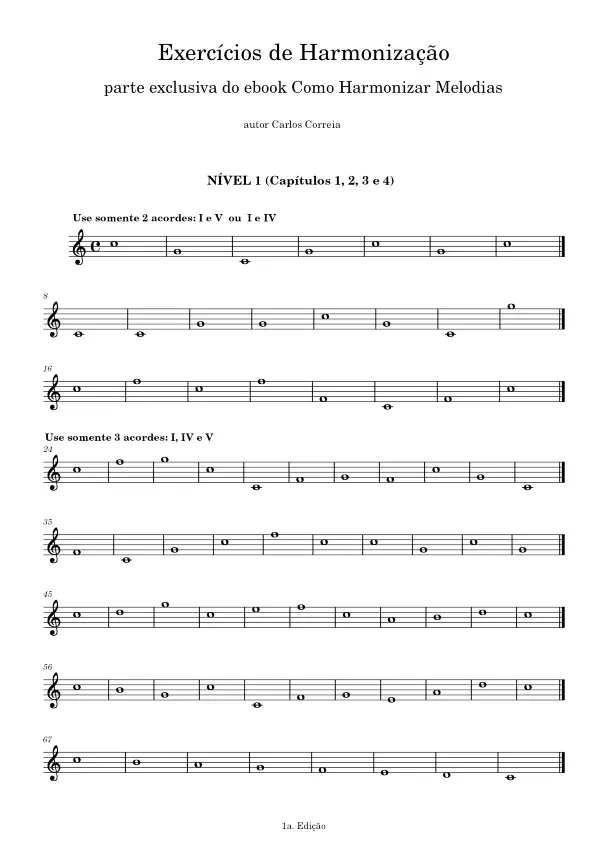 Exercícios de Harmonização
parte exclusiva do ebook Como Harmonizar Melodias
autor Carlos Correia
NÍVEL 1 (Capítulos 1, 2, 3 e 4)
Use somente 2 acordes: I e V ou I e IV
8
16
Use somente 3 acordes: I, IV e V
24
35
45
56
67
1a. Edição